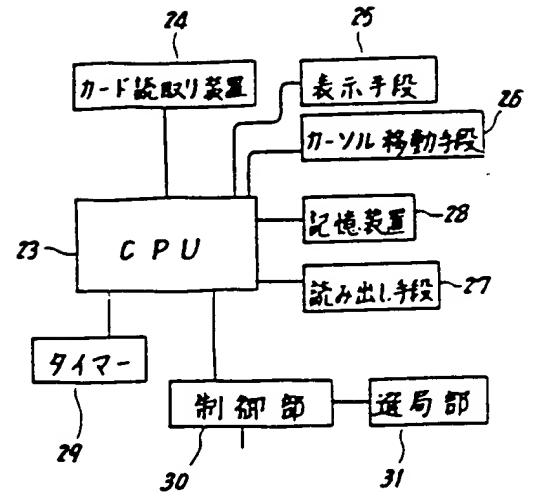 24
カード読取り装置
25
表示手段
26
カーソル移動手段
23
CPU
記憶装置
28
読み出し手段
27
タイマー
29
制御部
30
選局部
31